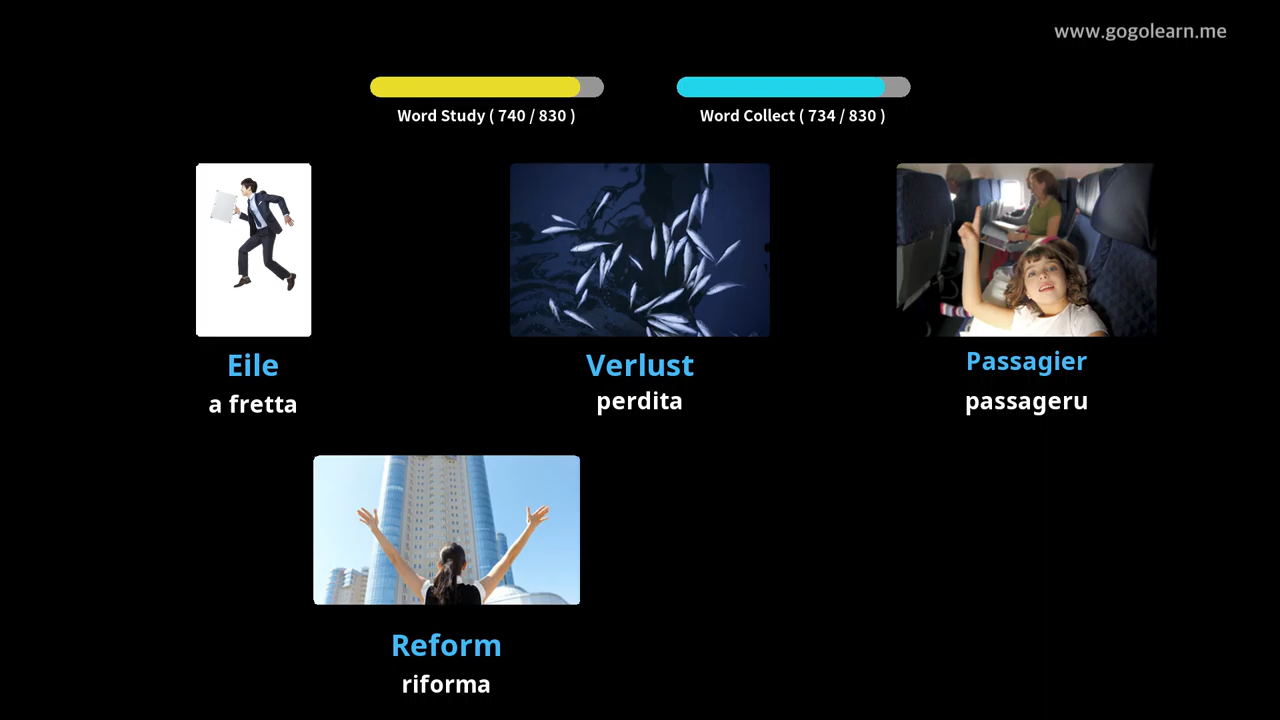 www.gogolearn.me
Word Study ( 740 / 830 )
Word Collect ( 734 / 830 )
Eile
a fretta
Verlust
perdita
Passagier
passageru
Reform
riforma